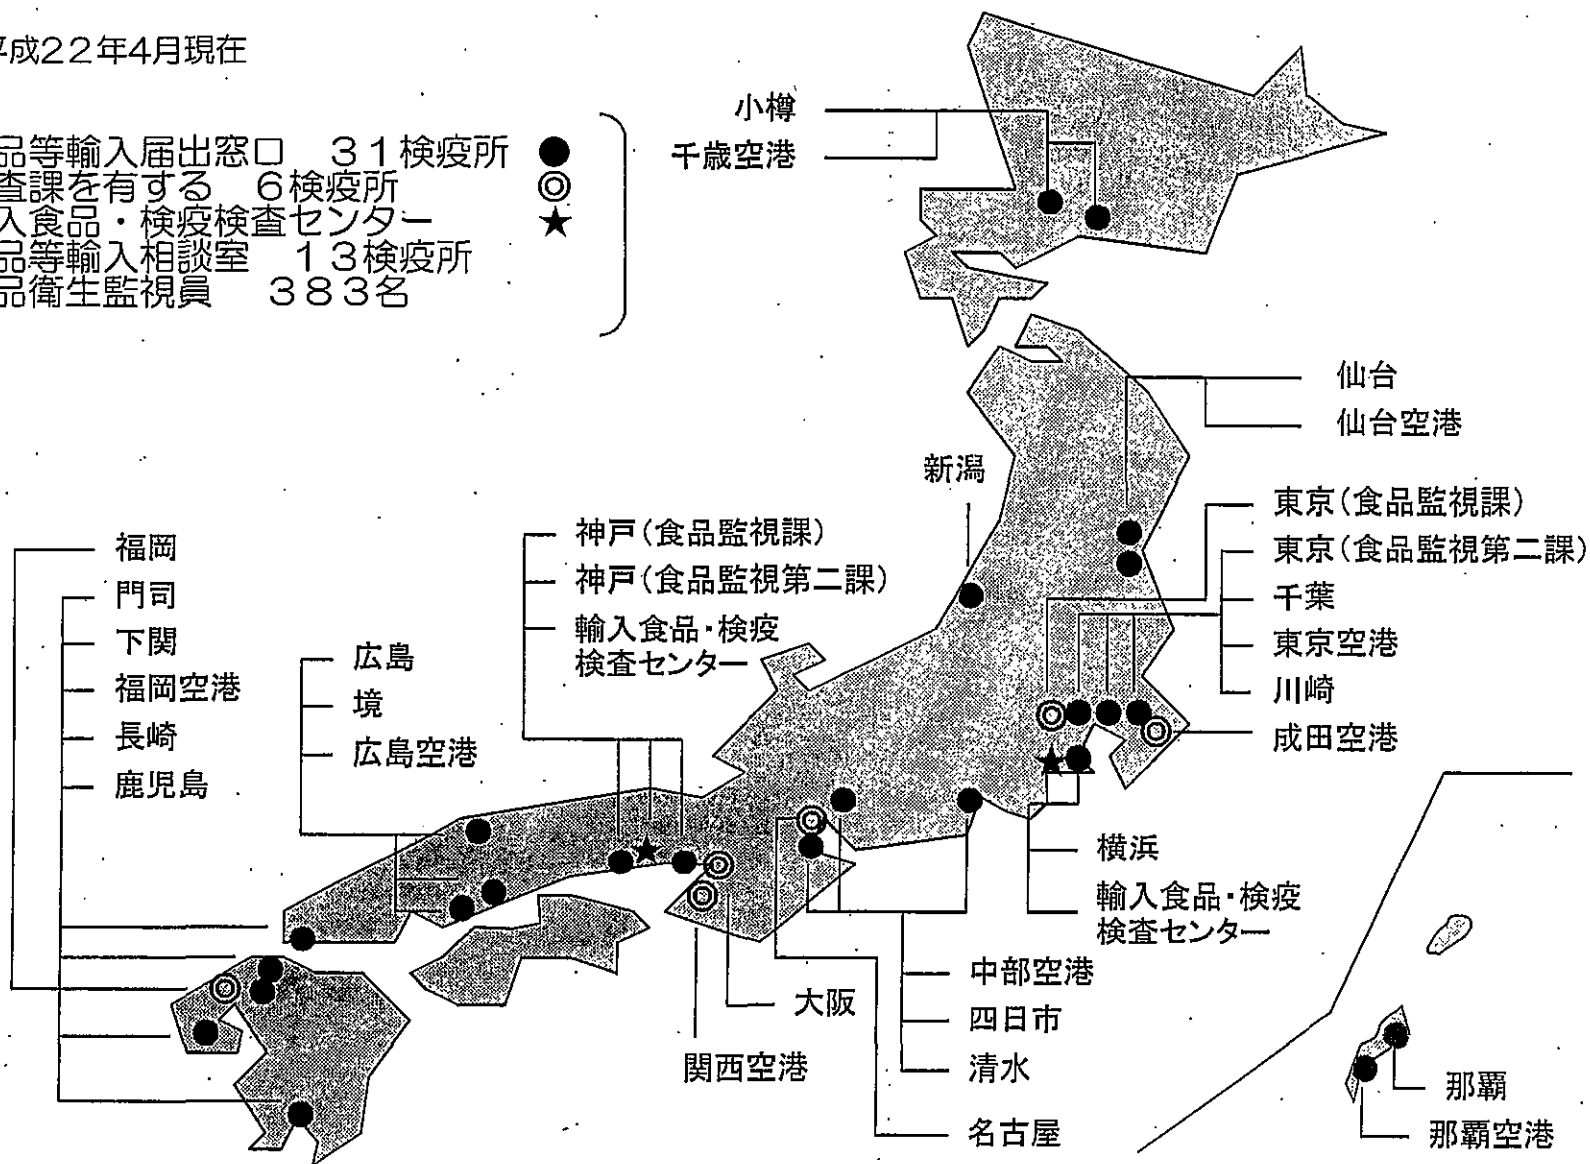 平成22年4月現在
品等輸入届出窓口 31検疫所 ●
査課を有する 6検疫所 ◎
入食品・検疫検査センター ★
品等輸入相談室 13検疫所
品衛生監視員 383名
小樽
千歳空港
仙台
仙台空港
新潟
東京(食品監視課)
東京(食品監視第二課)
千葉
東京空港
川崎
成田空港
神戸(食品監視課)
神戸(食品監視第二課)
輸入食品・検疫
検査センター
福岡
門司
下関
福岡空港
長崎
鹿児島
広島
境
広島空港
横浜
輸入食品・検疫
検査センター
中部空港
四日市
清水
名古屋
大阪
関西空港
那覇
那覇空港